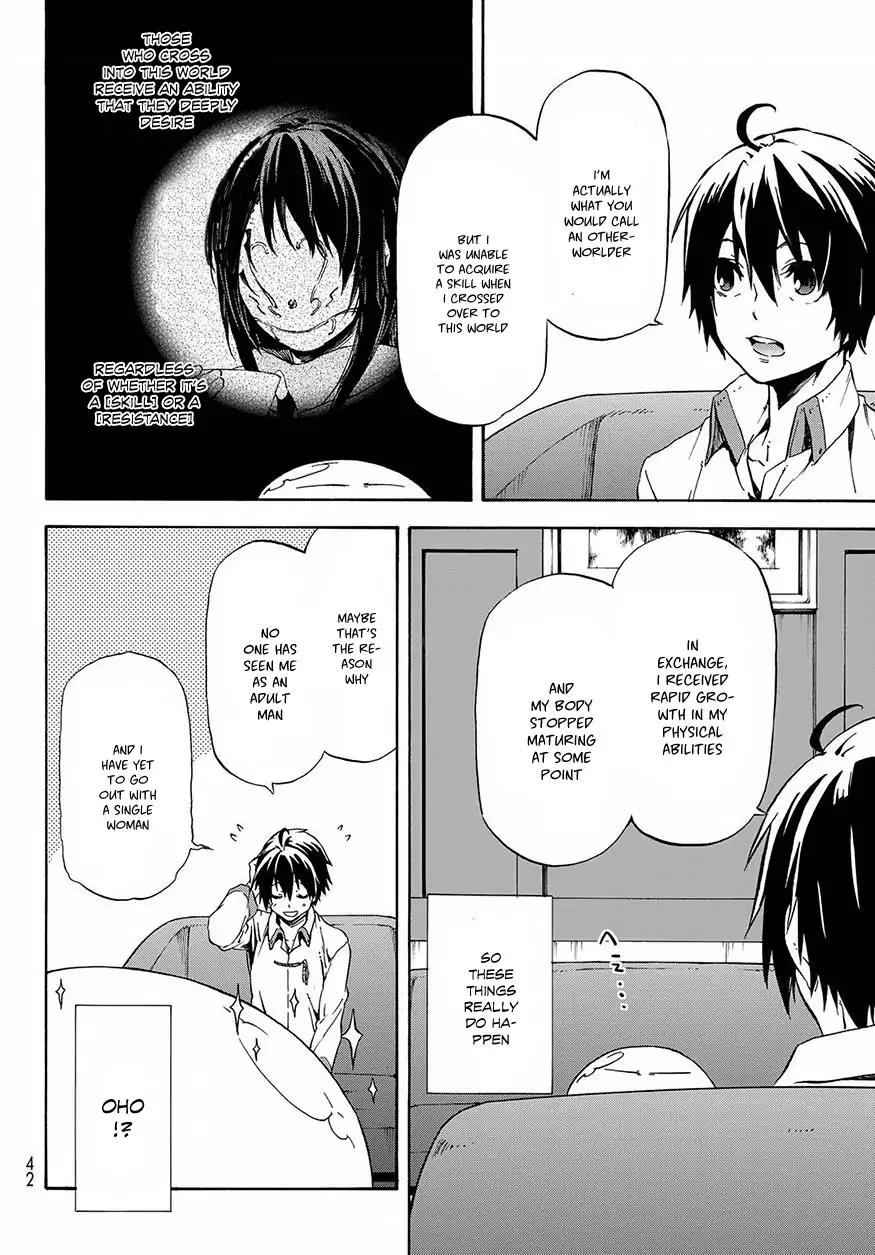 I'M
ACTUALLY
WHAT YOU
WOULD CALL
AN OTHER-
WORLDER
BUT I
WAS UNABLE
TO ACQUIRE
A SKILL WHEN
I CROSSED
OVER TO
THIS WORLD
THOSE
WHO CROSS
INTO THIS WORLD
RECEIVE AN ABILITY
THAT THEY DEEPLY
DESIRE
REGARDLESS
OF WHETHER IT'S
A [SKILL] OR A
[RESISTANCE]
IN
EXCHANGE,
I RECEIVED
RAPID GRO-
WTH IN MY
PHYSICAL
ABILITIES
AND
MY BODY
STOPPED
MATURING
AT SOME
POINT
へぇ...
SO
THESE
THINGS
REALLY
DO HA-
PPEN
MAYBE
THAT'S
THE RE-
ASON
WHY
NO
ONE HAS
SEEN ME
AS AN
ADULT
MAN
AND I
HAVE YET
TO GO
OUT WITH
A SINGLE
WOMAN
OHO
!?
42